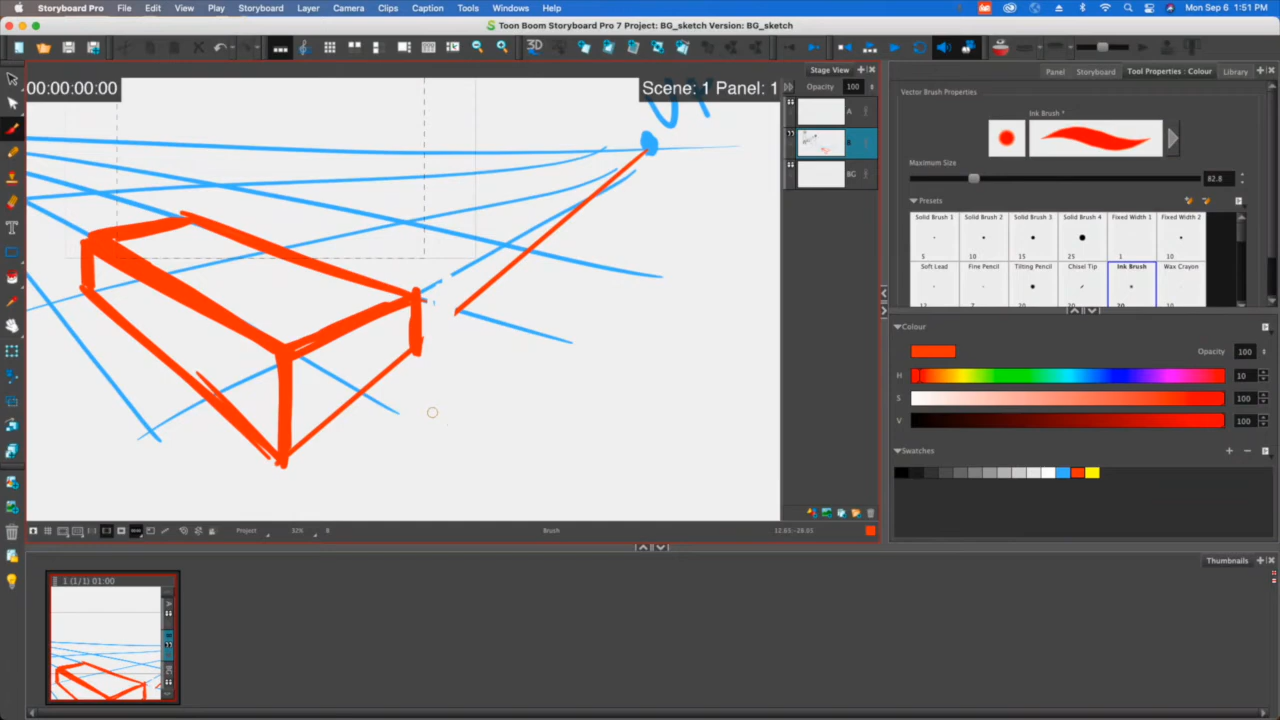 Storyboard Pro File Edit View Play Storyboard Layer Camera Clips Caption Tools Windows Help Mon Sep 6 1:51 PM
Toon Boom Storyboard Pro 7 Project: BG_sketch Version: BG_sketch
3D
Stage View
Panel Storyboard Tool Properties : Colour Library
00:00:00:00
Scene: 1 Panel: 1
Opacity 100
A
B
BG
Vector Brush Properties
Ink Brush *
Maximum Size
82.8
Presets
Solid Brush 1 Solid Brush 2 Solid Brush 3 Solid Brush 4 Fixed Width 1 Fixed Width 2
5 10 15 25 1 10
Soft Lead Fine Pencil Tilting Pencil Chisel Tip Ink Brush Wax Crayon
Colour
Opacity 100
H 10
S 100
V 100
Swatches
Project 32% Brush
Thumbnails
1 (1/1) 01:00